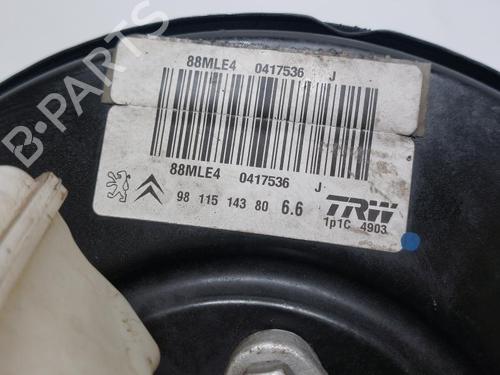 88MLE4 0417536 J
88MLE4 0417536 J
98 115 143 80 6.6
TRW
1p1C 4903
B-PARTS